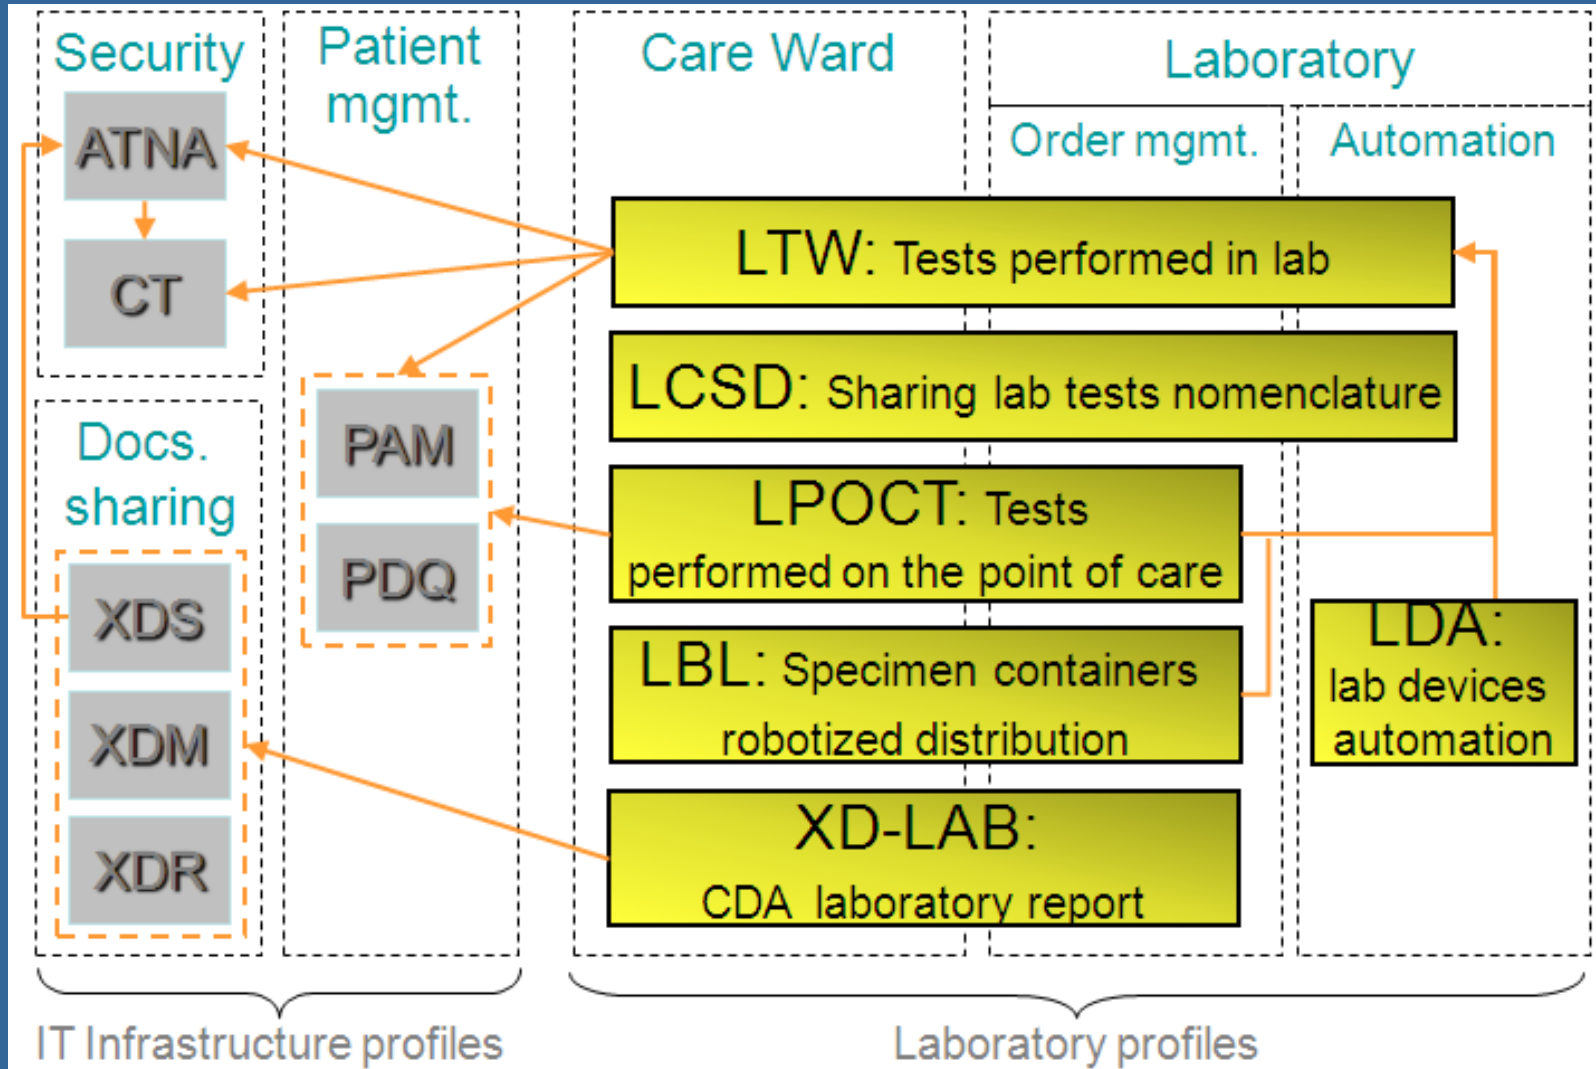 Security
Patient
mgmt.
Care Ward
Laboratory
Order mgmt.
Automation
ATNA
CT
Docs.
sharing
PAM
PDQ
XDS
XDM
XDR
LTW: Tests performed in lab
LCSD: Sharing lab tests nomenclature
LPOCT: Tests
performed on the point of care
LBL: Specimen containers
robotized distribution
XD-LAB:
CDA laboratory report
LDA:
lab devices
automation
IT Infrastructure profiles
Laboratory profiles